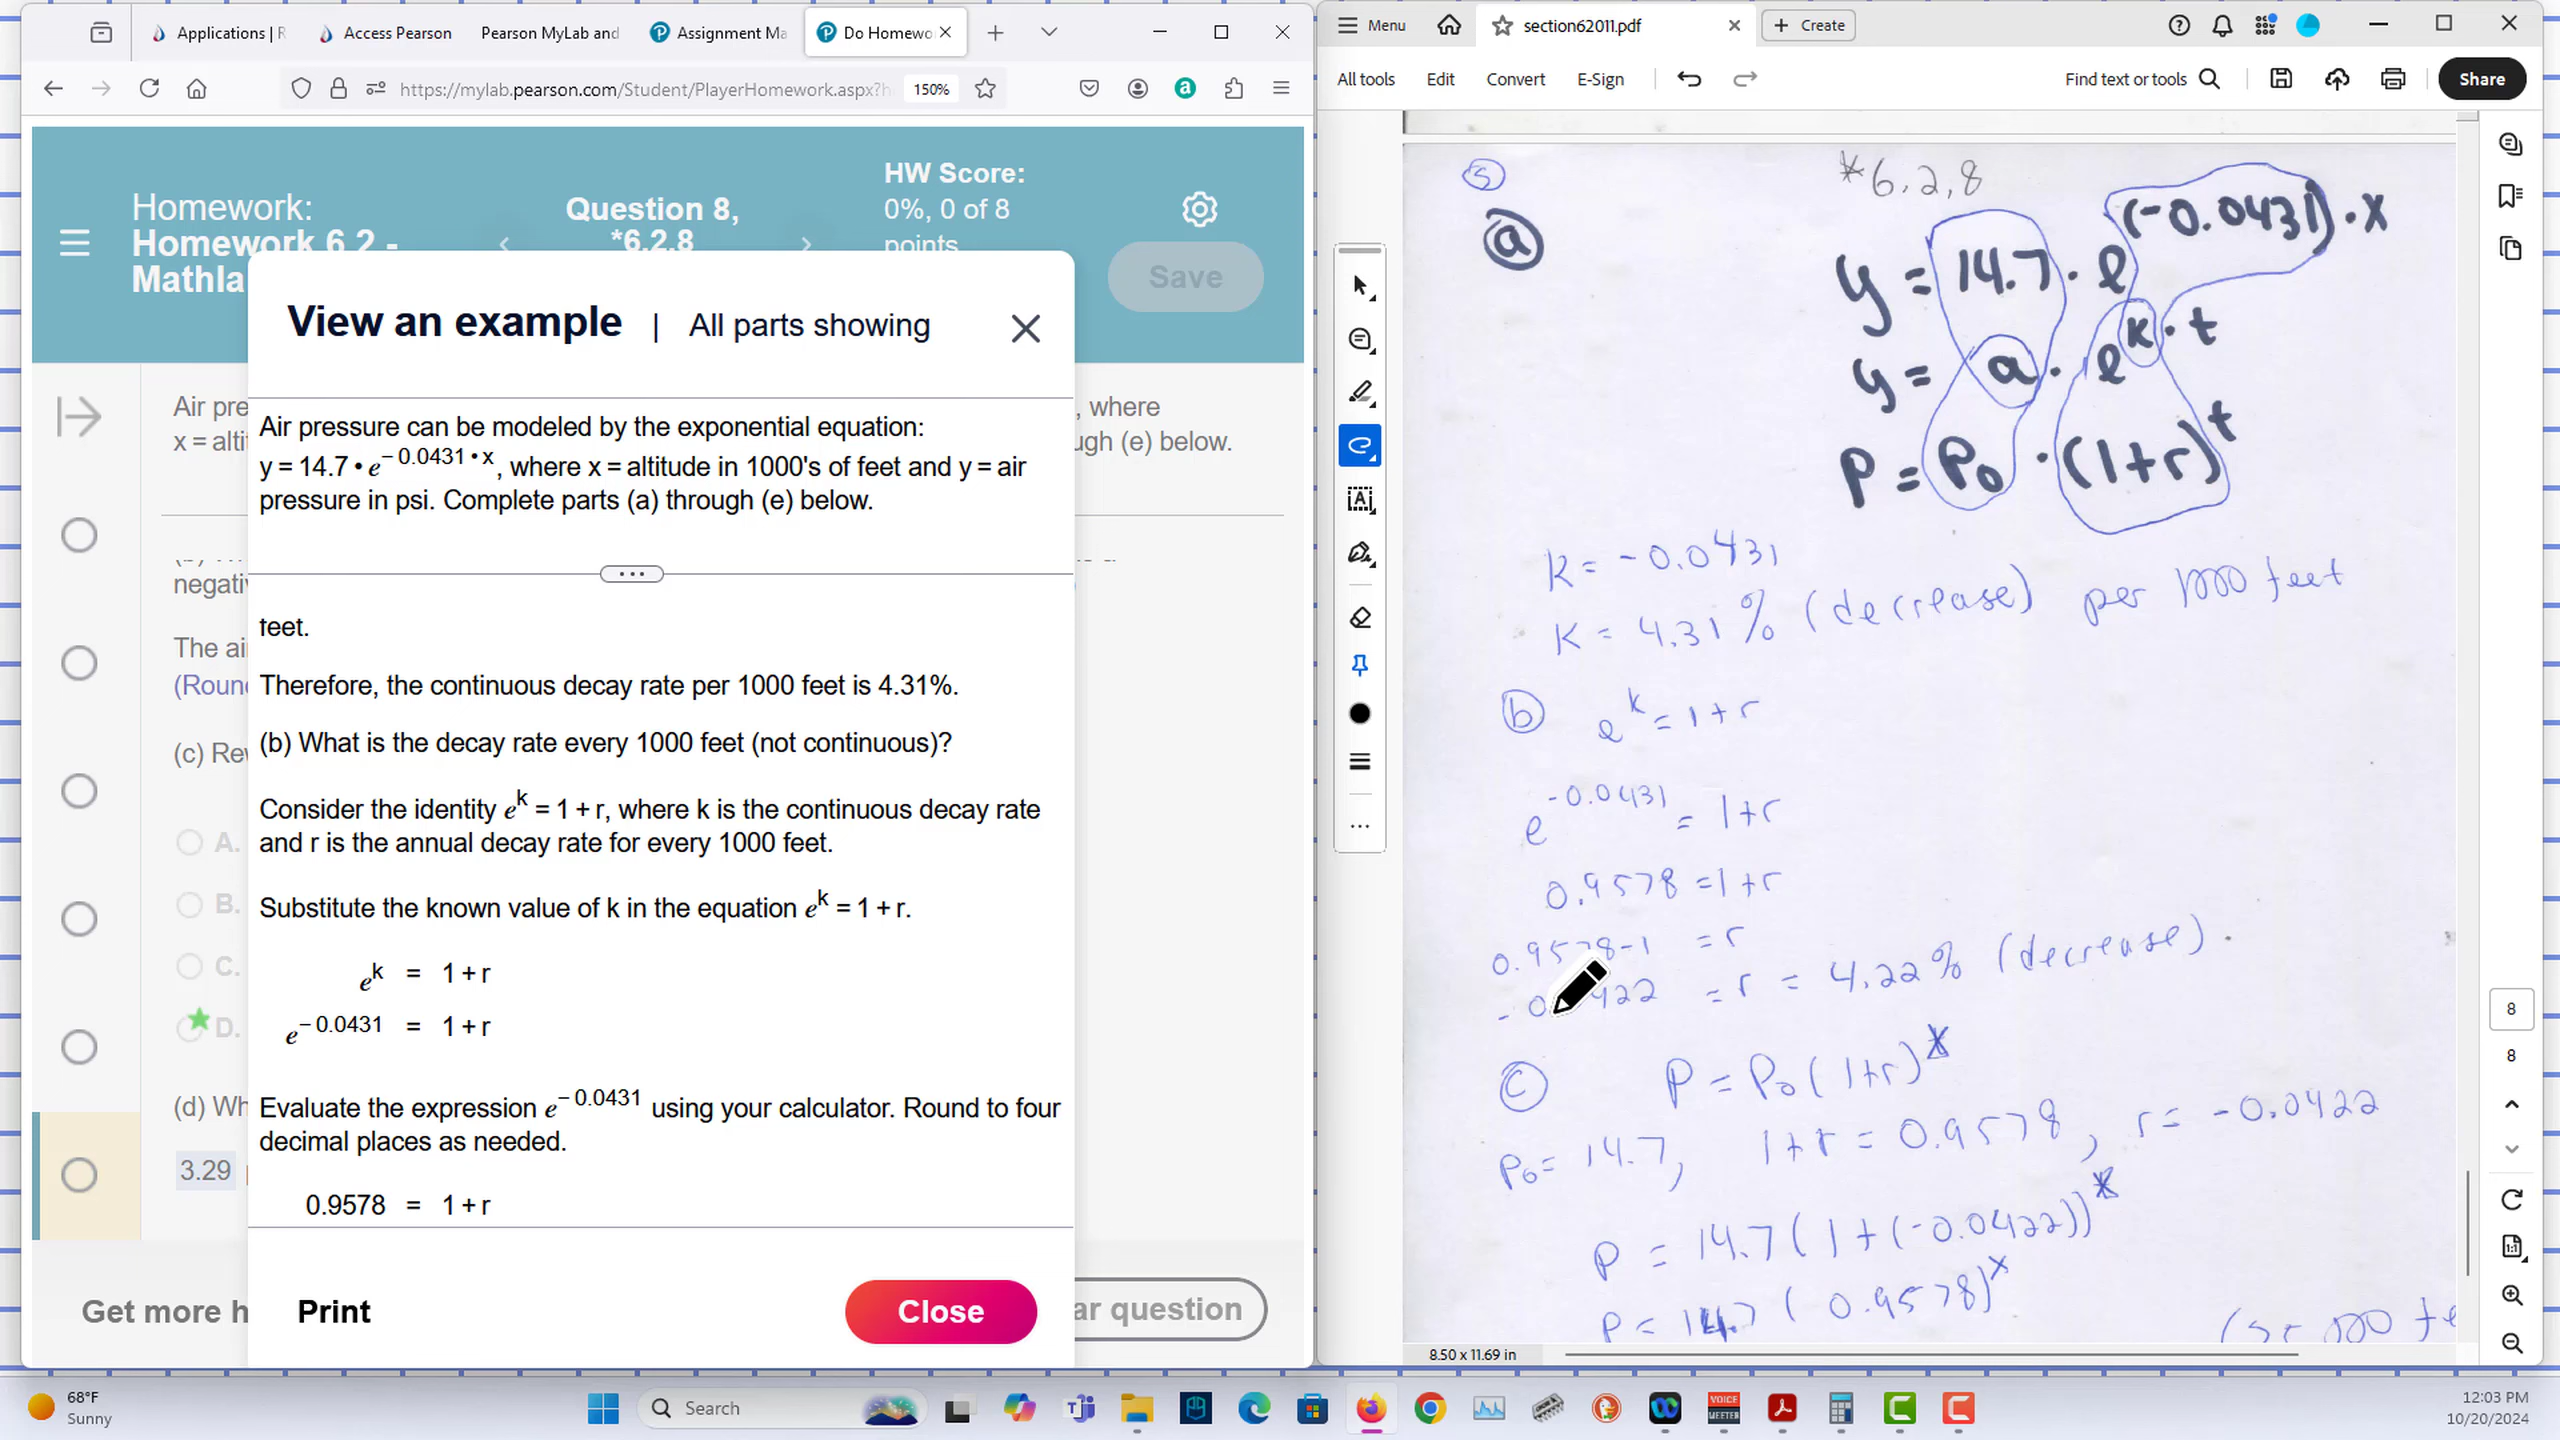 Applications | R
Access Pearson
Pearson MyLab and
Assignment Ma
Do Homewo
https://mylab.pearson.com/Student/PlayerHomework.aspx?h
150%
Homework:
Homework 6.2 -
Mathla
Question 8,
*6.2.8
HW Score:
0%, 0 of 8
points
Save
Air pre
, where
x = alti
ugh (e) below.
negativ
The ai
(Round
(c) Rew
A.
B.
C.
D.
(d) Wh
3.29
View an example | All parts showing
Air pressure can be modeled by the exponential equation:
y = 14.7 • e^(− 0.0431 • x), where x = altitude in 1000's of feet and y = air
pressure in psi. Complete parts (a) through (e) below.
feet.
Therefore, the continuous decay rate per 1000 feet is 4.31%.
(b) What is the decay rate every 1000 feet (not continuous)?
Consider the identity e^k = 1 + r, where k is the continuous decay rate
and r is the annual decay rate for every 1000 feet.
Substitute the known value of k in the equation e^k = 1 + r.
e^k = 1 + r
e^(− 0.0431) = 1 + r
Evaluate the expression e^(− 0.0431) using your calculator. Round to four
decimal places as needed.
0.9578 = 1 + r
Get more h
Print
Close
ar question
Menu
section62011.pdf
Create
All tools
Edit
Convert
E-Sign
Find text or tools
Share
5
*6,2,8
a
y = 14.7 · e^((-0.0431) · x)
y = a · e^(k · t)
P = P₀ · (1+r)^t
K = -0.0431
K = 4.31 % (decrease) per 1000 feet
b e^k = 1 + r
e^(-0.0431) = 1+r
0.9578 = 1+r
0.9578-1 = r
422 = r = 4.22% (decrease).
c P = P₀ (1+r)^x
P₀ = 14.7, 1+r = 0.9578, r = -0.0422
P = 14.7 (1 + (-0.0422))^x
P = 14.7 (0.9578)^x
8
8
8.50 x 11.69 in
68°F
Sunny
Search
VOICE
MEETER
12:03 PM
10/20/2024